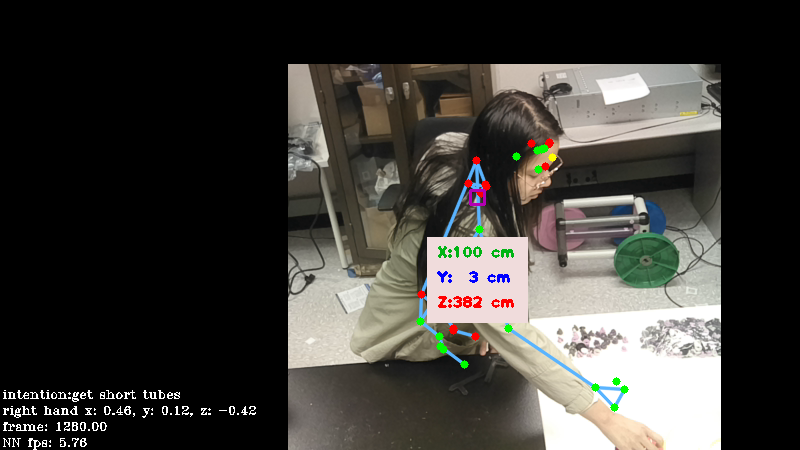 X:100 cm
Y: 3 cm
Z:382 cm
intention:get short tubes
right hand x: 0.46, y: 0.12, z: −0.42
frame: 1280.00
NN fps: 5.76